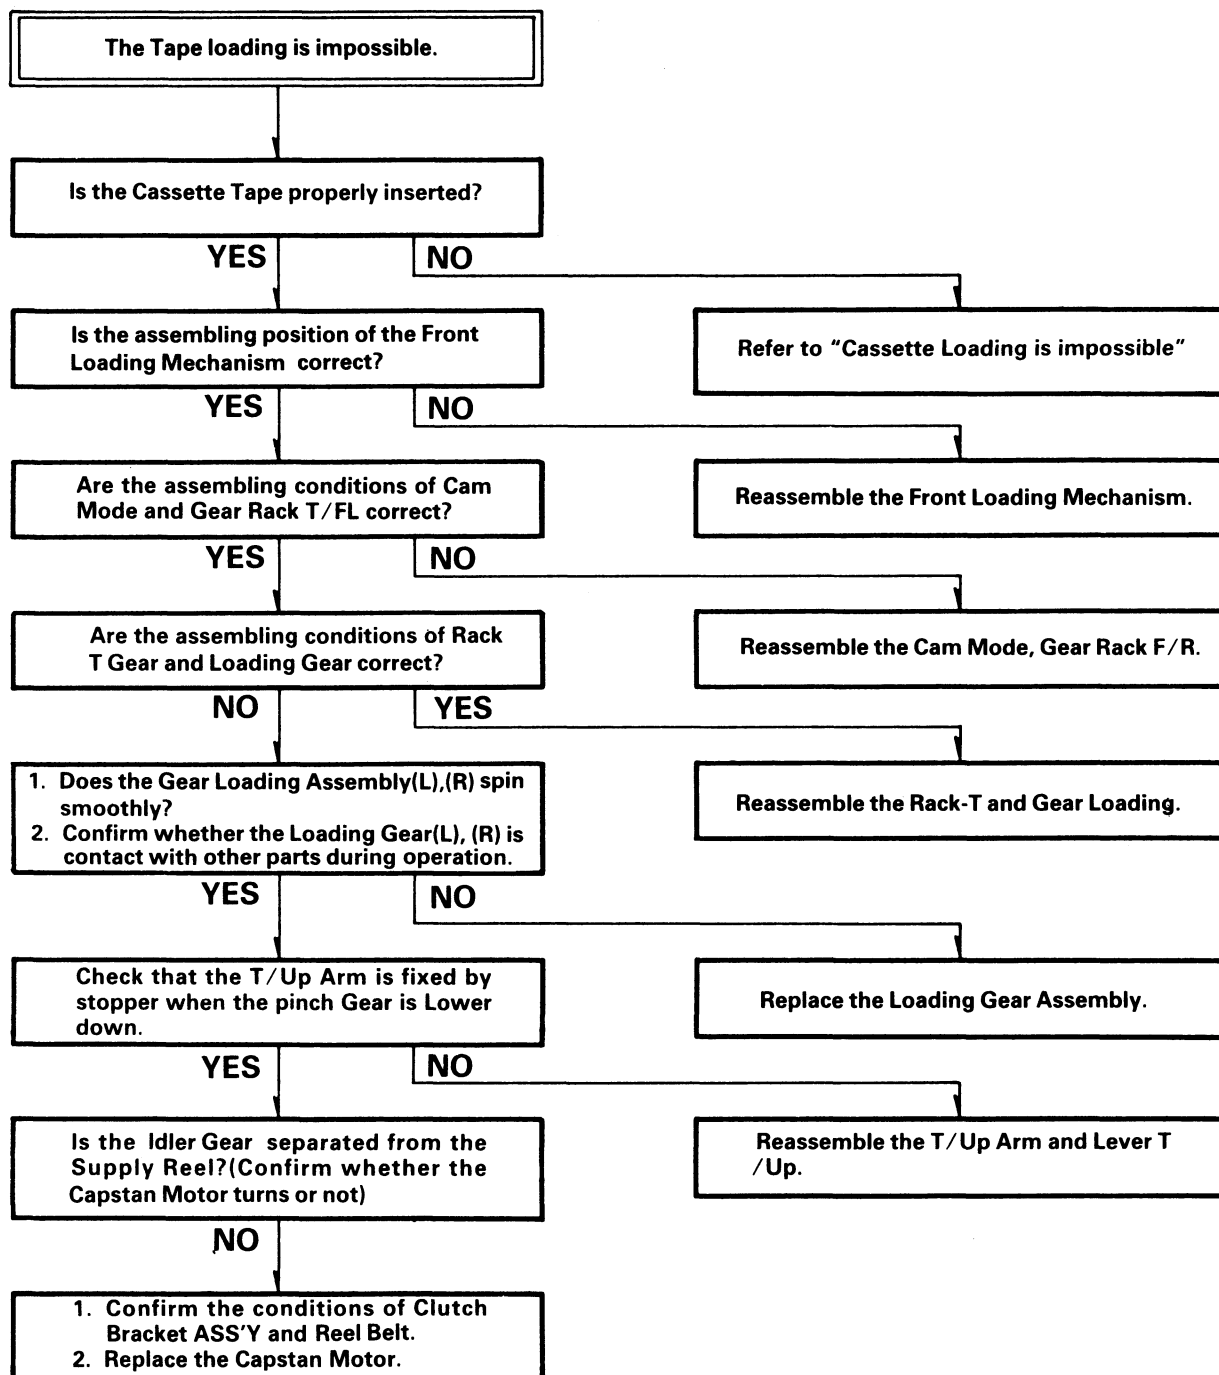 The Tape loading is impossible.
Is the Cassette Tape properly inserted?
YES
NO
Is the assembling position of the Front
Loading Mechanism correct?
Refer to "Cassette Loading is impossible"
YES
NO
Are the assembling conditions of Cam
Mode and Gear Rack T/FL correct?
Reassemble the Front Loading Mechanism.
YES
NO
Are the assembling conditions of Rack
T Gear and Loading Gear correct?
Reassemble the Cam Mode, Gear Rack F/R.
NO
YES
1. Does the Gear Loading Assembly(L),(R) spin
smoothly?
2. Confirm whether the Loading Gear(L), (R) is
contact with other parts during operation.
Reassemble the Rack-T and Gear Loading.
YES
NO
Check that the T/Up Arm is fixed by
stopper when the pinch Gear is Lower
down.
Replace the Loading Gear Assembly.
YES
NO
Is the Idler Gear separated from the
Supply Reel?(Confirm whether the
Capstan Motor turns or not)
Reassemble the T/Up Arm and Lever T
/Up.
NO
1. Confirm the conditions of Clutch
Bracket ASS'Y and Reel Belt.
2. Replace the Capstan Motor.